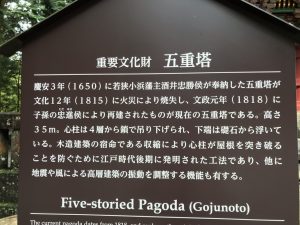 重要文化財　五重塔
慶安３年（1650）に若狭小浜藩主酒井忠勝侯が奉納した五重塔が
文化１２年（1815）に火災により焼失し、文政元年（1818）に
子孫の忠進侯により再建されたものが現在の五重塔である。高さ
３５ｍ。心柱は４層から鎖で吊り下げられ、下端は礎石から浮いて
いる。木造建築の宿命である収縮により心柱が屋根を突き破る
ことを防ぐために江戸時代後期に発明された工法であり、他に
地震や風による高層建築の振動を調整する機能も有する。
Five-storied Pagoda (Gojunoto)
The current pagoda dates from 1818, and